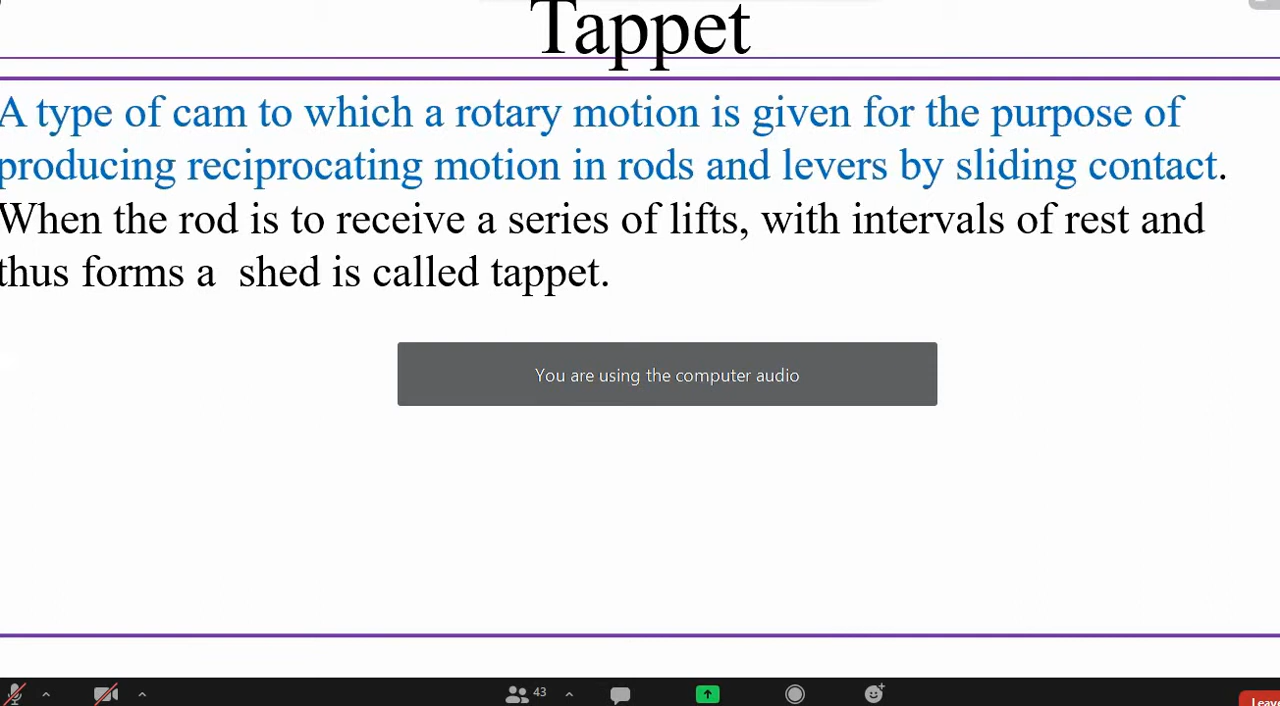 Tappet
A type of cam to which a rotary motion is given for the purpose of
producing reciprocating motion in rods and levers by sliding contact.
When the rod is to receive a series of lifts, with intervals of rest and
thus forms a shed is called tappet.
You are using the computer audio
43
Leave